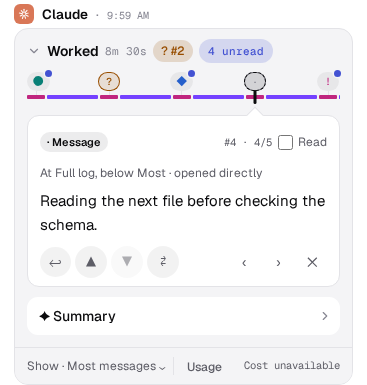 Claude · 9:59 AM
Worked 8m 30s ? #2 4 unread
? · !
· Message #4 · 4/5 Read
At Full log, below Most · opened directly
Reading the next file before checking the
schema.
Summary
Show · Most messages Usage Cost unavailable